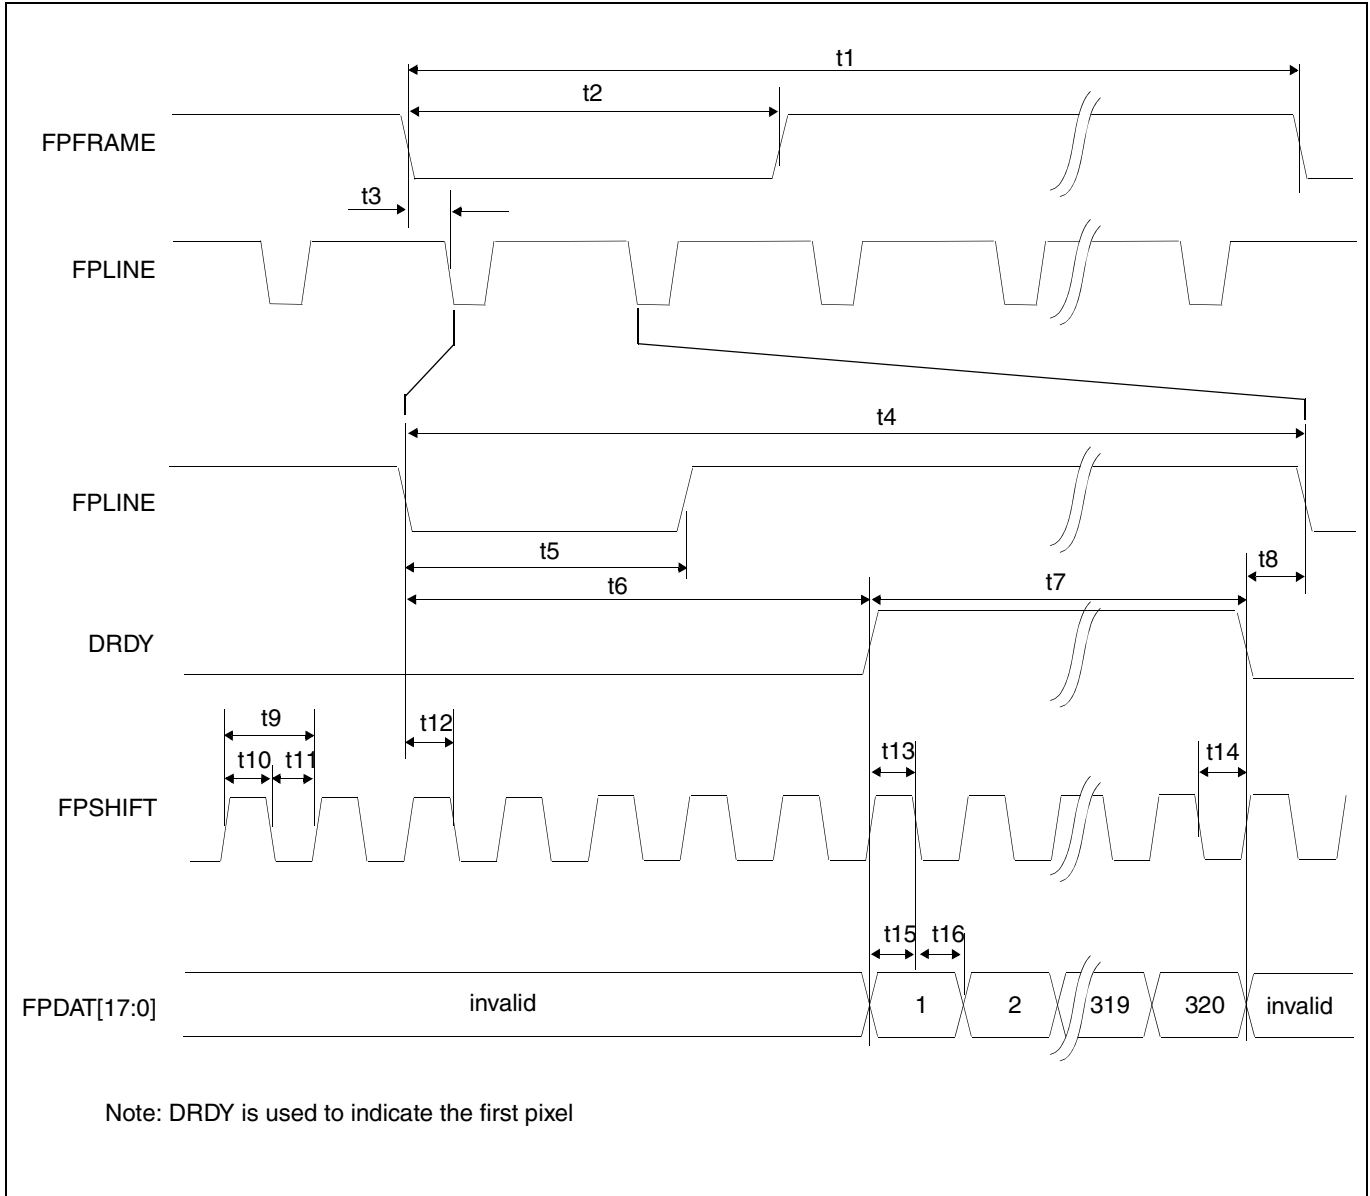 t1
t2
FPFRAME
t3
FPLINE
t4
FPLINE
t5
t8
t6
t7
DRDY
t9
t12
t10
t11
t13
t14
FPSHIFT
t15
t16
FPDAT[17:0]
invalid
1
2
319
320
invalid
Note: DRDY is used to indicate the first pixel